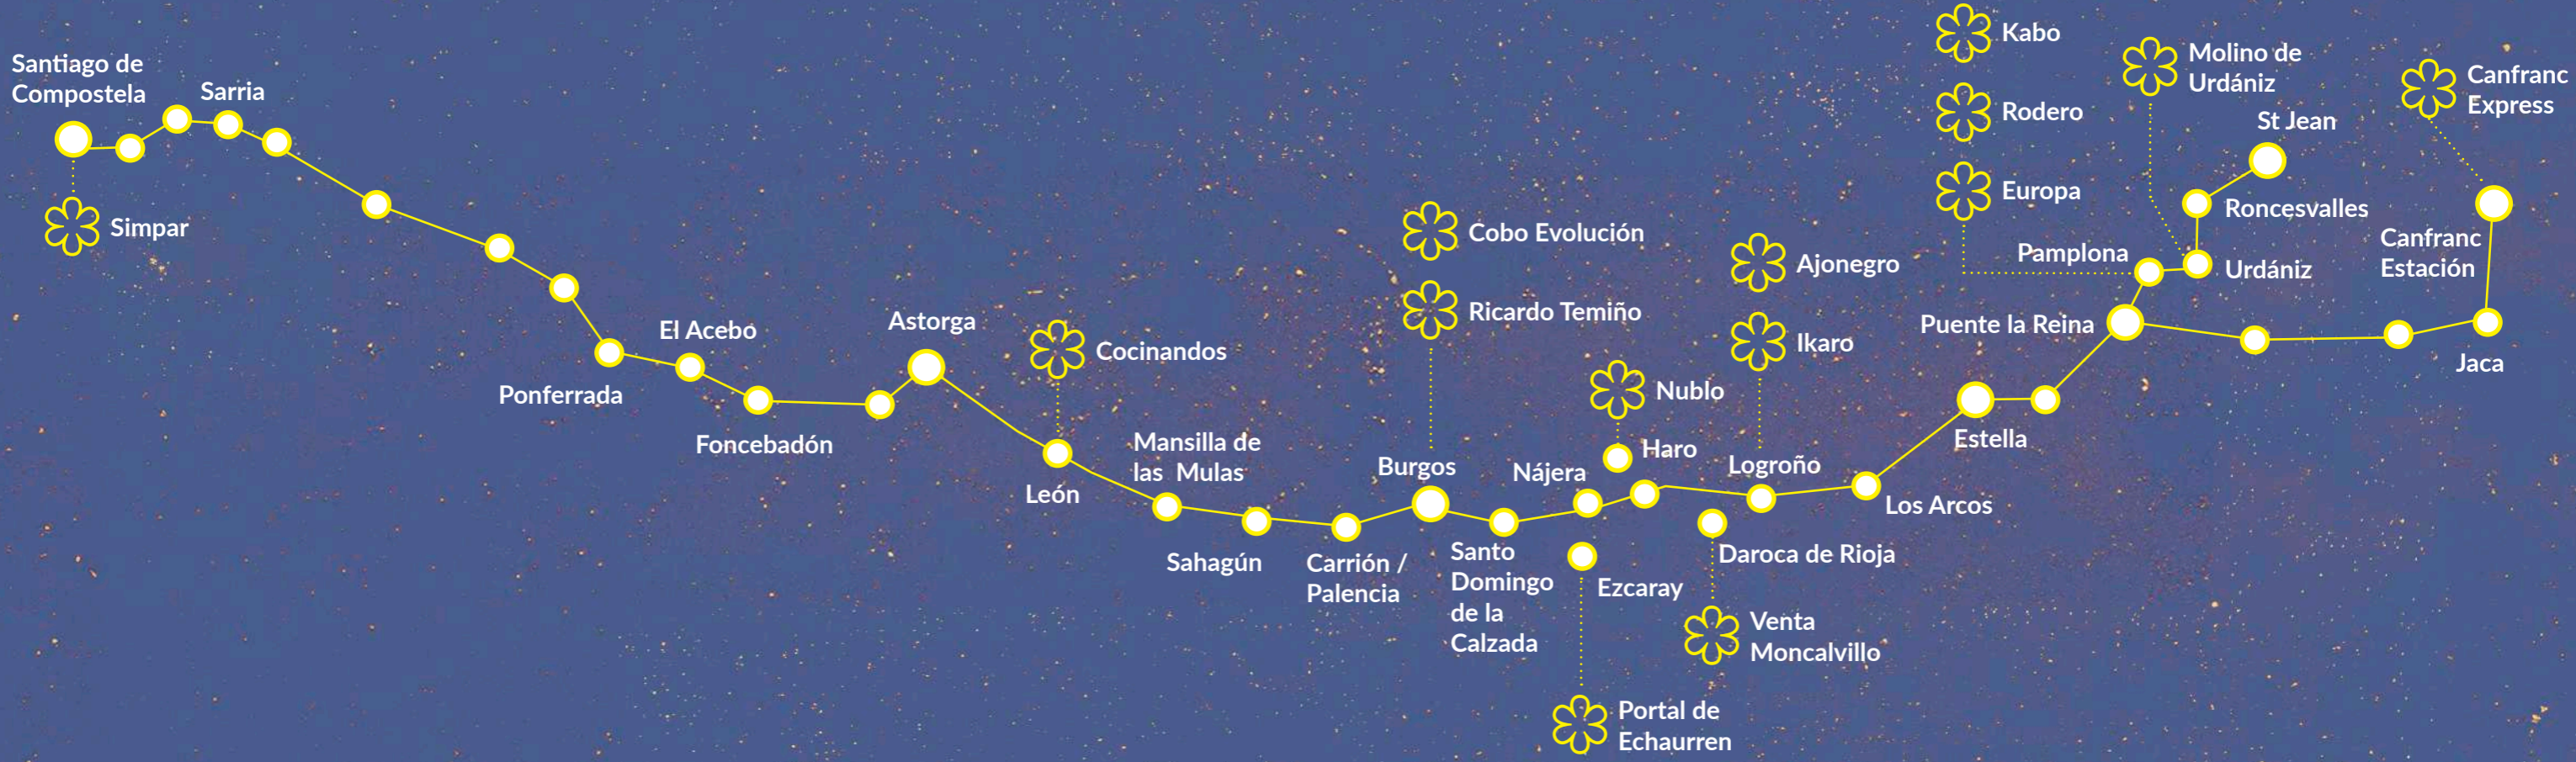 Santiago de
Compostela
Sarria
Simpar
Ponferrada
El Acebo
Foncebadón
Astorga
Cocinandos
León
Mansilla de
las Mulas
Sahagún
Carrión /
Palencia
Cobo Evolución
Ricardo Temiño
Burgos
Santo
Domingo
de la
Calzada
Nájera
Nublo
Haro
Ezcaray
Portal de
Echaurren
Ajonegro
Ikaro
Logroño
Daroca de Rioja
Venta
Moncalvillo
Los Arcos
Estella
Puente la Reina
Kabo
Rodero
Europa
Pamplona
Molino de
Urdániz
St Jean
Roncesvalles
Urdániz
Canfranc
Express
Canfranc
Estación
Jaca